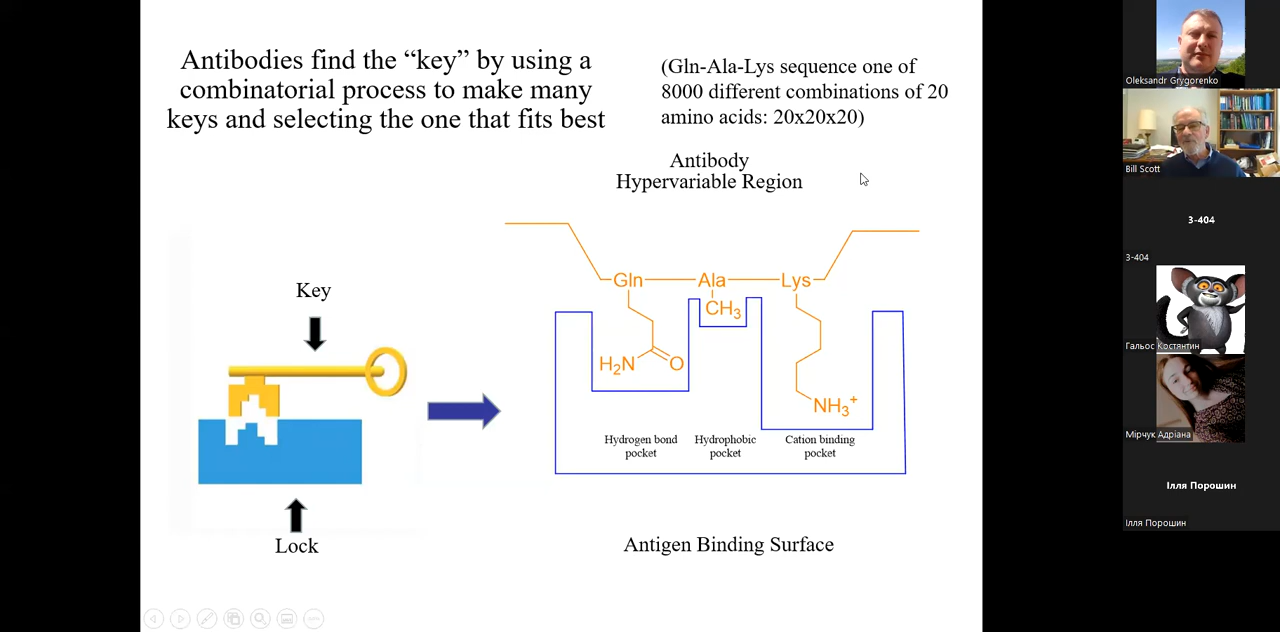 Antibodies find the “key” by using a
combinatorial process to make many
keys and selecting the one that fits best
(Gln-Ala-Lys sequence one of
8000 different combinations of 20
amino acids: 20x20x20)
Antibody
Hypervariable Region
Key
Lock
Gln
Ala
Lys
CH3
H2N
O
NH3+
Hydrogen bond
pocket
Hydrophobic
pocket
Cation binding
pocket
Antigen Binding Surface
Oleksandr Grygorenko
Bill Scott
3-404
3-404
Гальос Костянтин
Мірчук Адріана
Ілля Порошин
Ілля Порошин